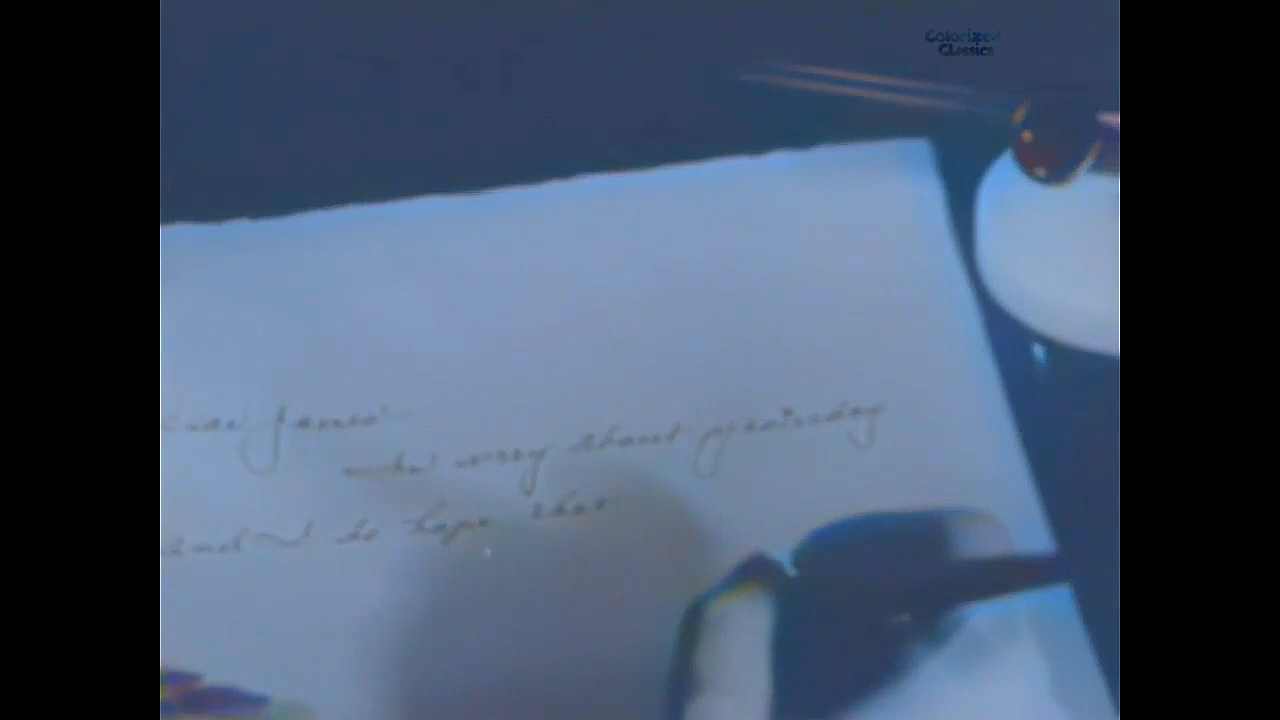 Colorized
Classics
James
sorry about yesterday
and I do hope that